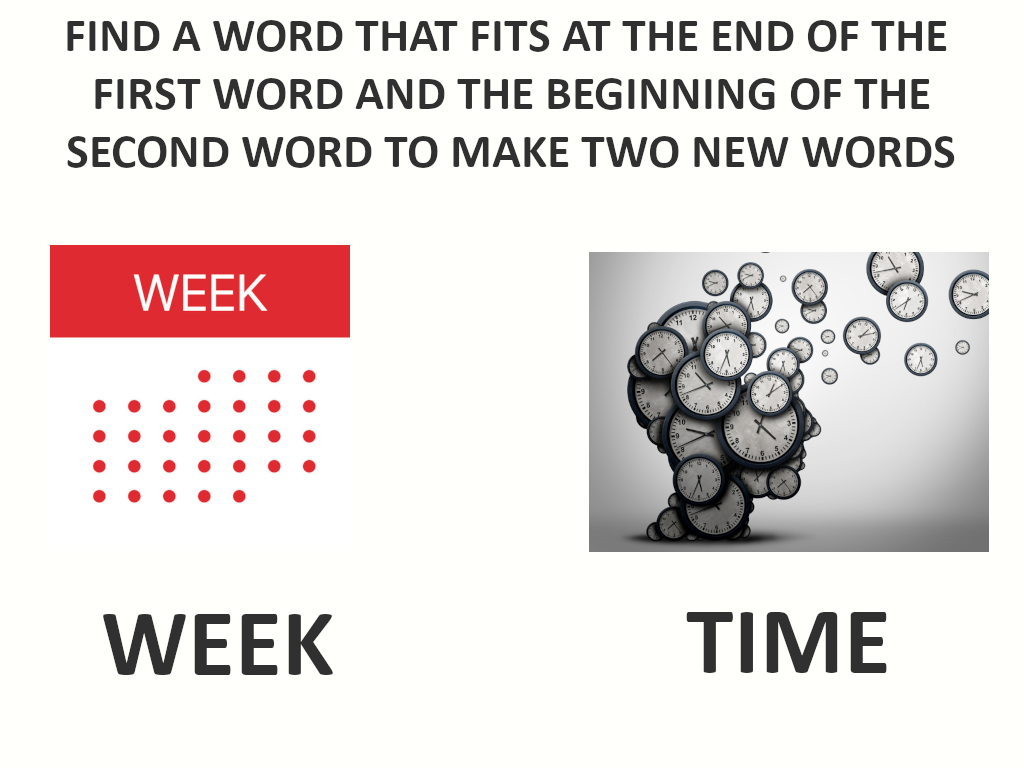 FIND A WORD THAT FITS AT THE END OF THE
FIRST WORD AND THE BEGINNING OF THE
SECOND WORD TO MAKE TWO NEW WORDS
WEEK
WEEK
TIME